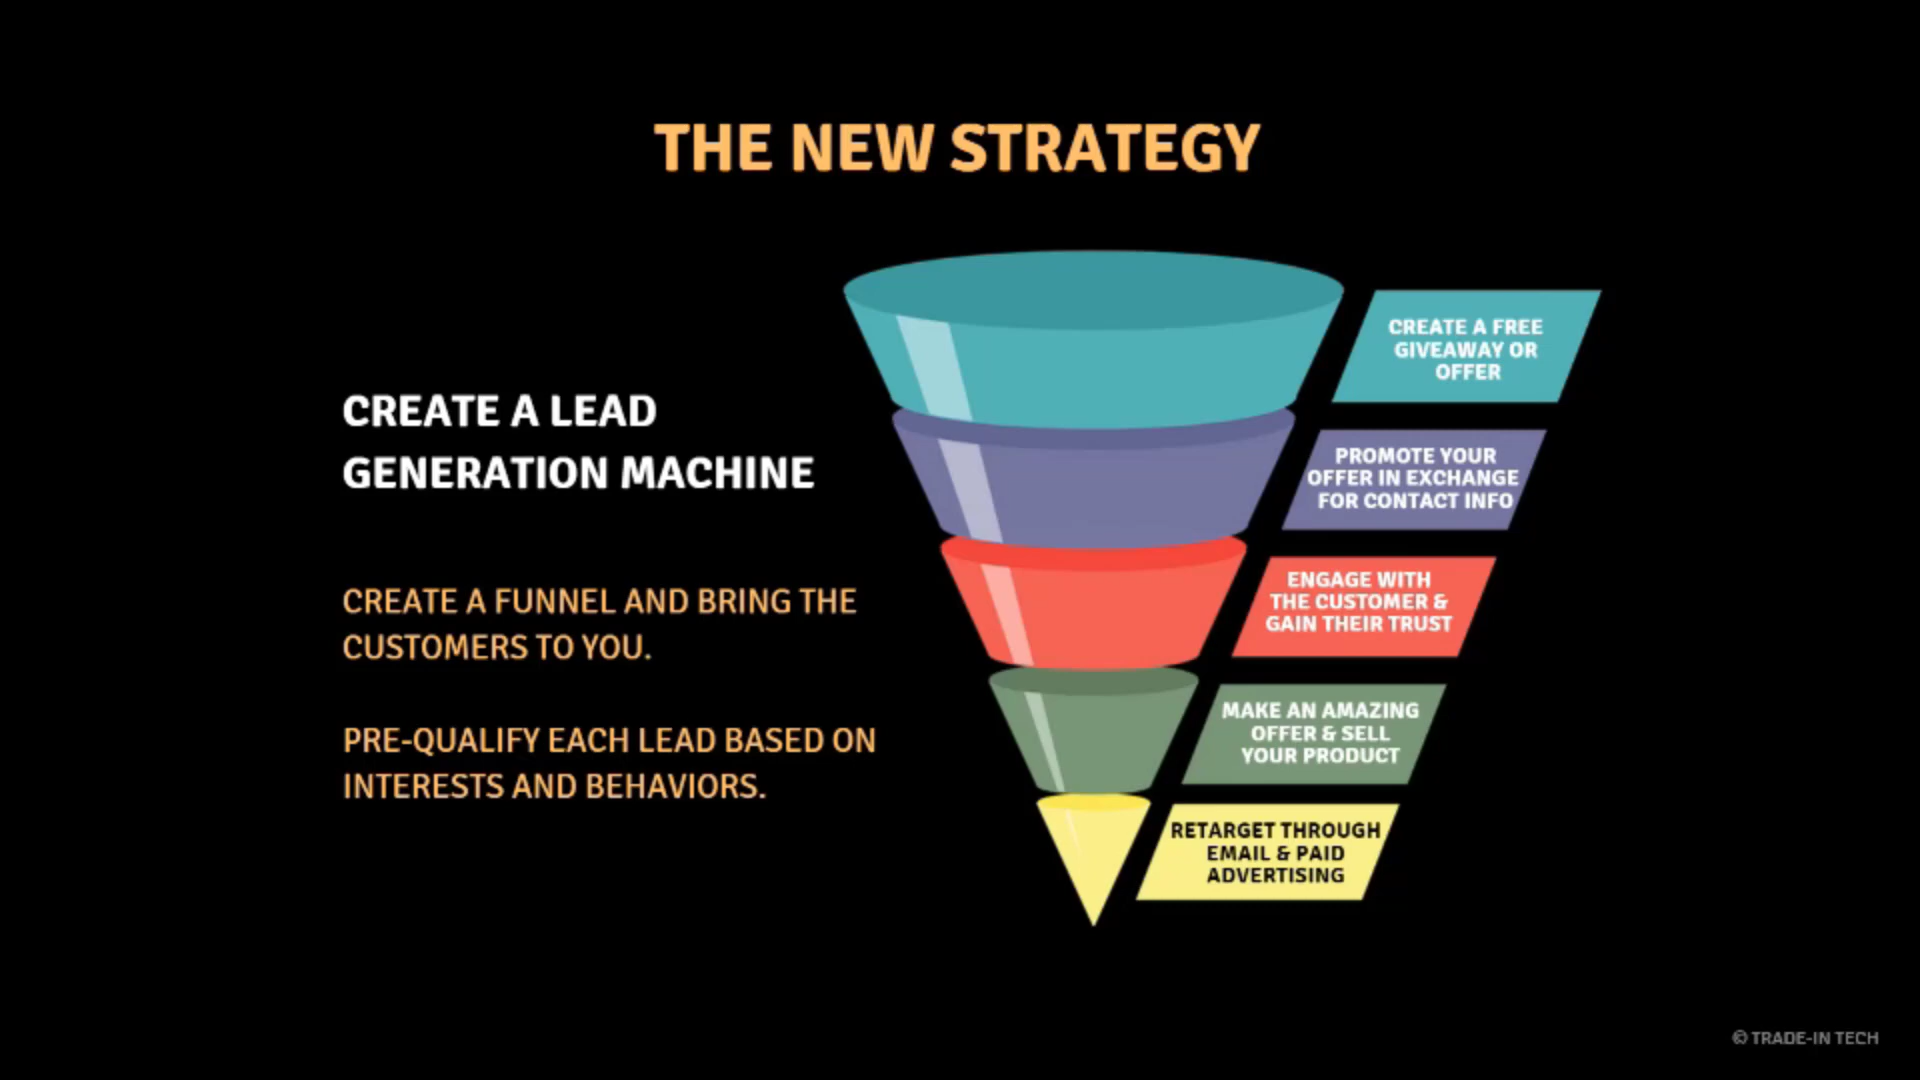 THE NEW STRATEGY
CREATE A LEAD
GENERATION MACHINE
CREATE A FUNNEL AND BRING THE
CUSTOMERS TO YOU.
PRE-QUALIFY EACH LEAD BASED ON
INTERESTS AND BEHAVIORS.
CREATE A FREE
GIVEAWAY OR
OFFER
PROMOTE YOUR
OFFER IN EXCHANGE
FOR CONTACT INFO
ENGAGE WITH
THE CUSTOMER &
GAIN THEIR TRUST
MAKE AN AMAZING
OFFER & SELL
YOUR PRODUCT
RETARGET THROUGH
EMAIL & PAID
ADVERTISING
© TRADE-IN TECH